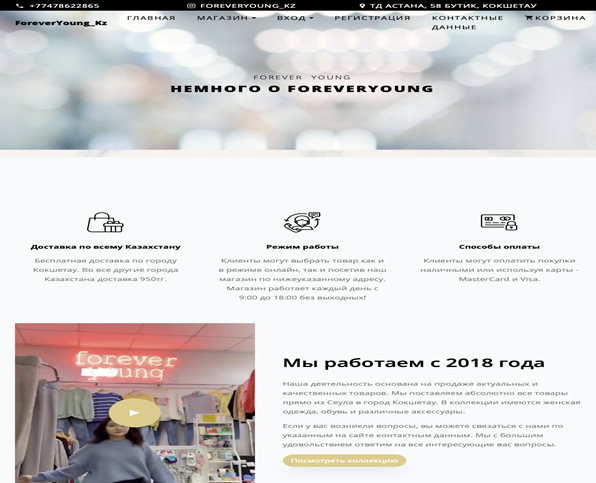 +77478622865 FOREVERYOUNG_KZ ТД АСТАНА, 58 БУТИК, КОКШЕТАУ
ForeverYoung_Kz ГЛАВНАЯ МАГАЗИН ВХОД РЕГИСТРАЦИЯ КОНТАКТНЫЕ ДАННЫЕ КОРЗИНА
FOREVER YOUNG
НЕМНОГО О FOREVERYOUNG
Доставка по всему Казахстану
Бесплатная доставка по городу
Кокшетау. Во все другие города
Казахстана доставка 950тг.
Режим работы
Клиенты могут выбрать товар как и
в режиме онлайн, так и посетив наш
магазин по нижеуказанному адресу.
Магазин работает каждый день с
9:00 до 18:00 без выходных!
Способы оплаты
Клиенты могут оплатить покупки
наличными или используя карты -
MasterCard и Visa.
forever
young
Мы работаем с 2018 года
Наша деятельность основана на продаже актуальных и
качественных товаров. Мы поставляем абсолютно все товары
прямо из Сеула в город Кокшетау. В коллекции имеются женская
одежда, обувь и различные аксессуары.
Если у вас возникли вопросы, вы можете связаться с нами по
указанным на сайте контактным данным. Мы с большим
удовольствием ответим на все интересующие вас вопросы.
Посмотреть коллекцию